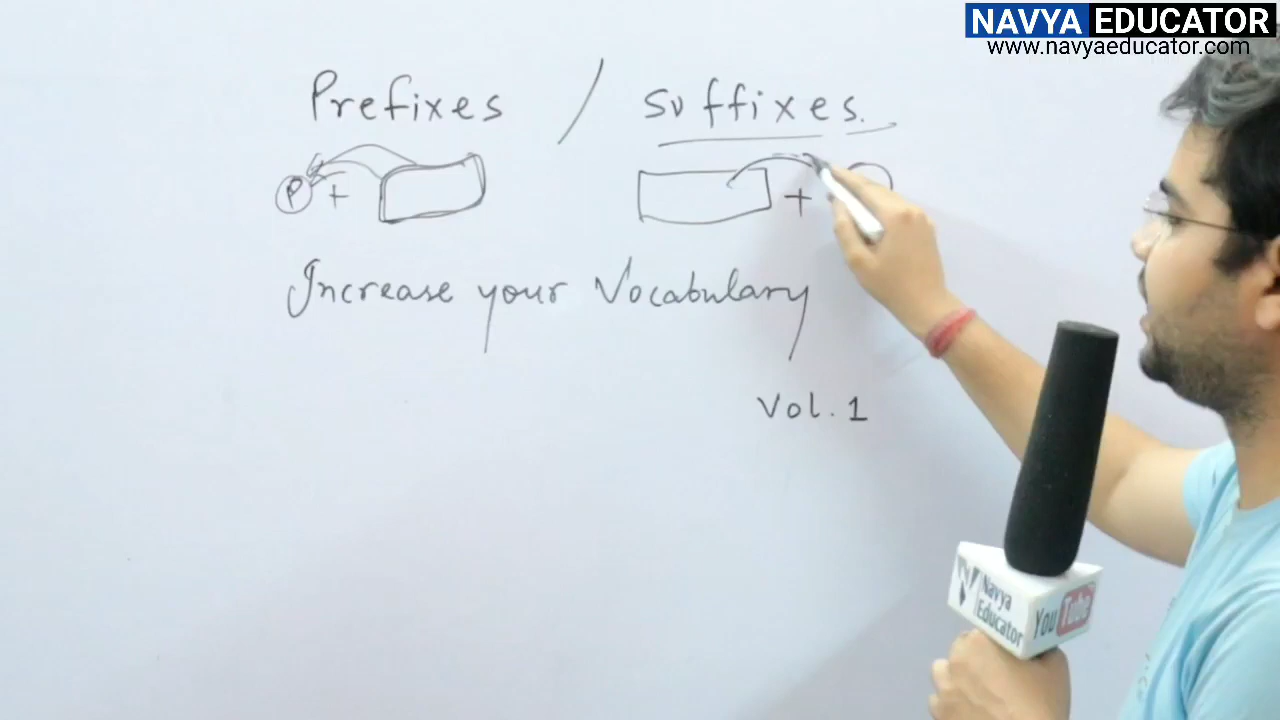 NAVYA EDUCATOR
www.navyaeducator.com
Prefixes / Suffixes.
P + +
Increase your Vocabulary
Vol. 1
Navya
Educator
YouTube